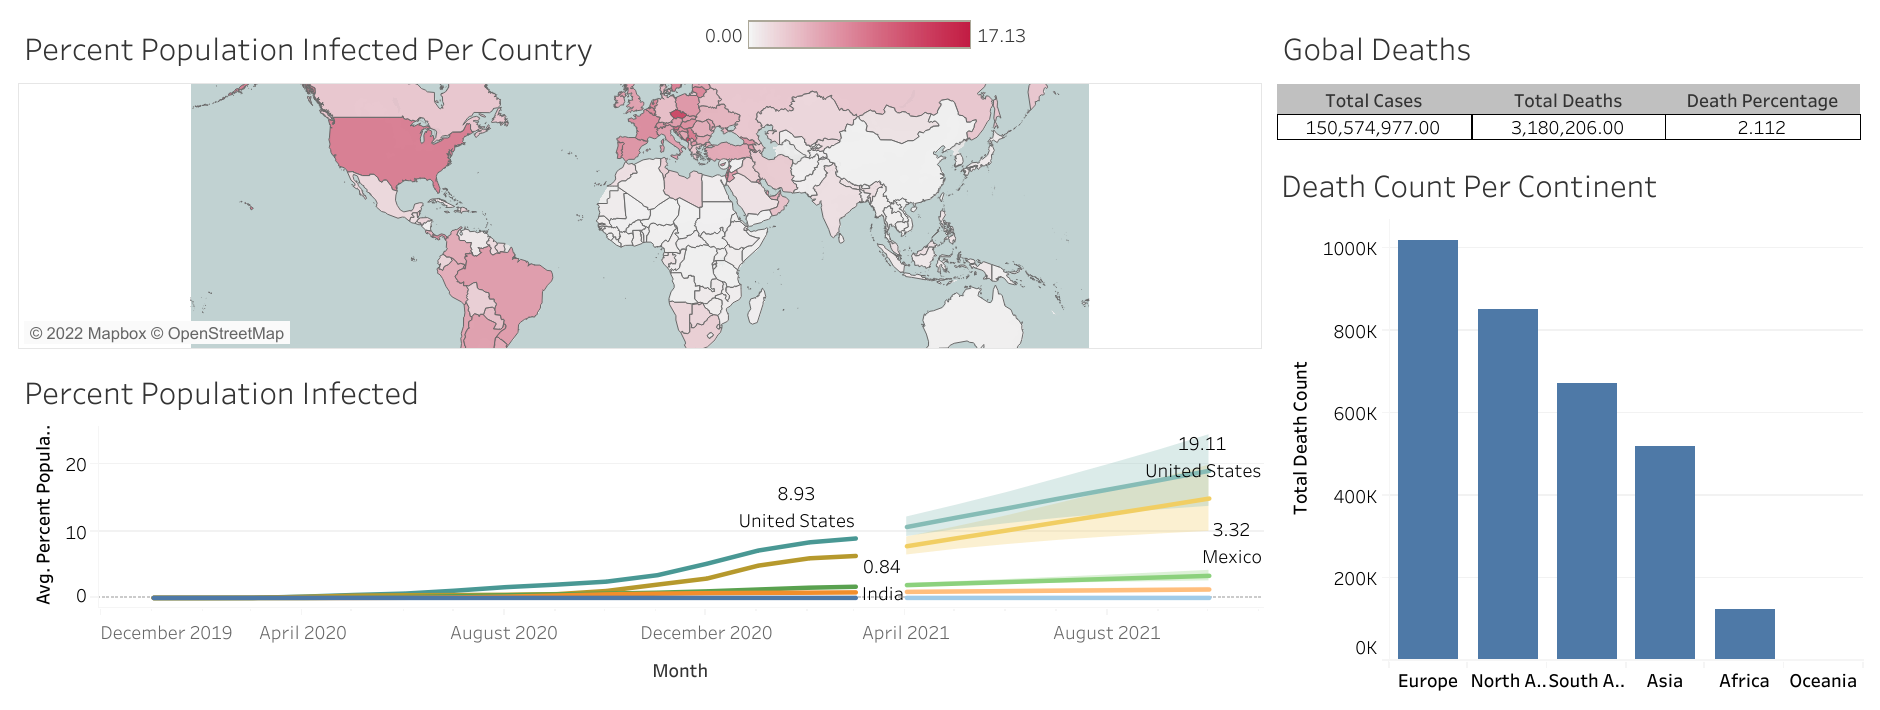 Percent Population Infected Per Country
0.00
17.13
© 2022 Mapbox © OpenStreetMap
Gobal Deaths
Total Cases Total Deaths Death Percentage
150,574,977.00 3,180,206.00 2.112
Percent Population Infected
Avg. Percent Popula..
20
10
0
8.93
United States
0.84
India
19.11
United States
3.32
Mexico
December 2019 April 2020 August 2020 December 2020 April 2021 August 2021
Month
Death Count Per Continent
Total Death Count
1000K
800K
600K
400K
200K
0K
Europe North A.. South A.. Asia Africa Oceania